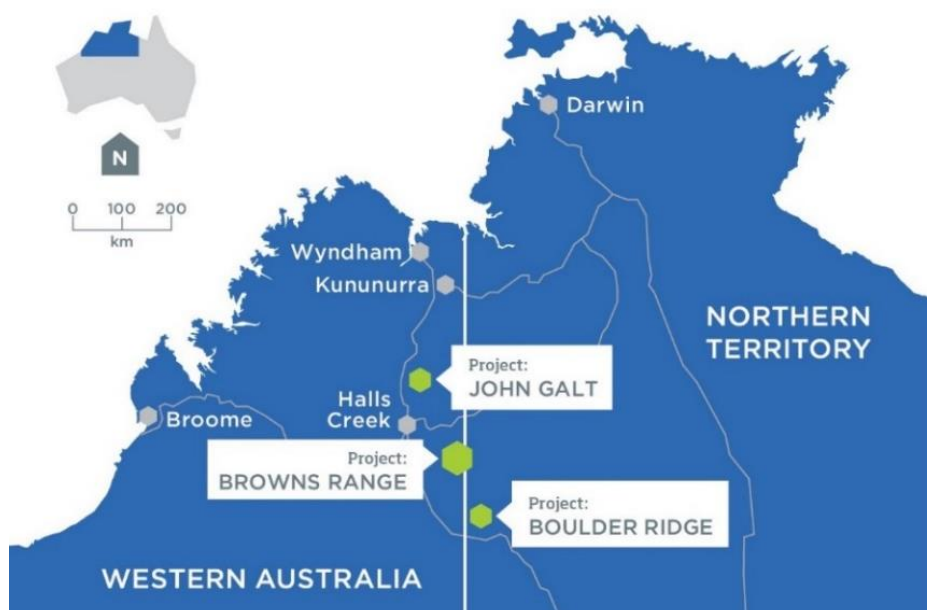 N
0 100 200
km
Darwin
Wyndham
Kununurra
NORTHERN
TERRITORY
Project:
JOHN GALT
Halls
Creek
Broome
Project:
BROWNS RANGE
Project:
BOULDER RIDGE
WESTERN AUSTRALIA